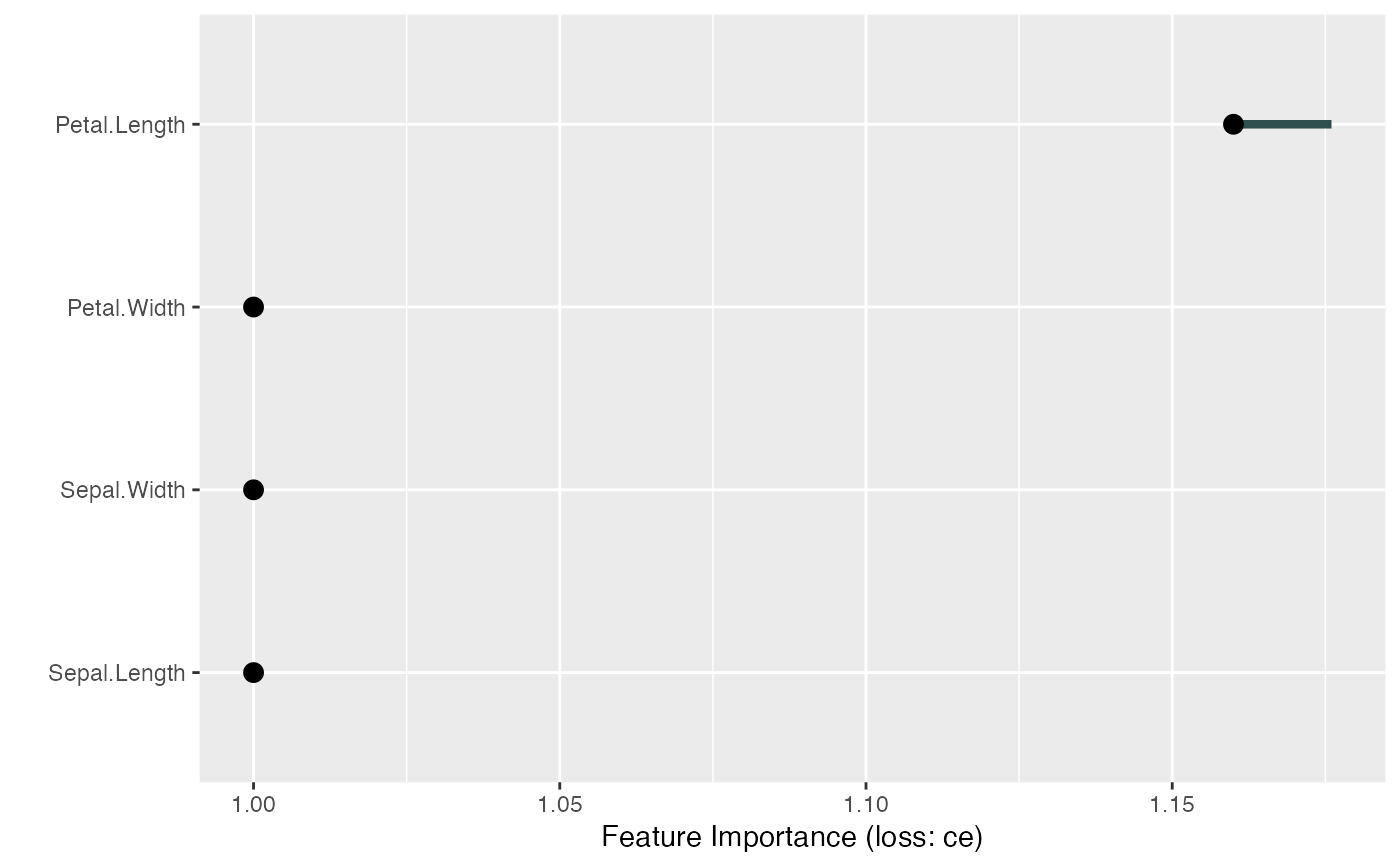 Petal.Length
Petal.Width
Sepal.Width
Sepal.Length
1.00 1.05 1.10 1.15
Feature Importance (loss: ce)